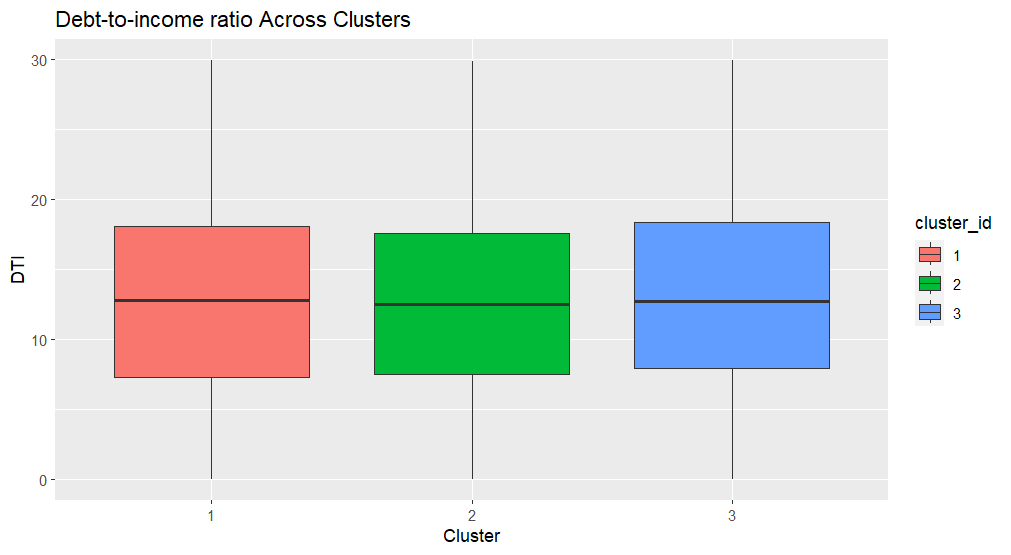 Debt-to-income ratio Across Clusters
30
20
10
0
DTI
1 2 3
Cluster
cluster_id
1
2
3